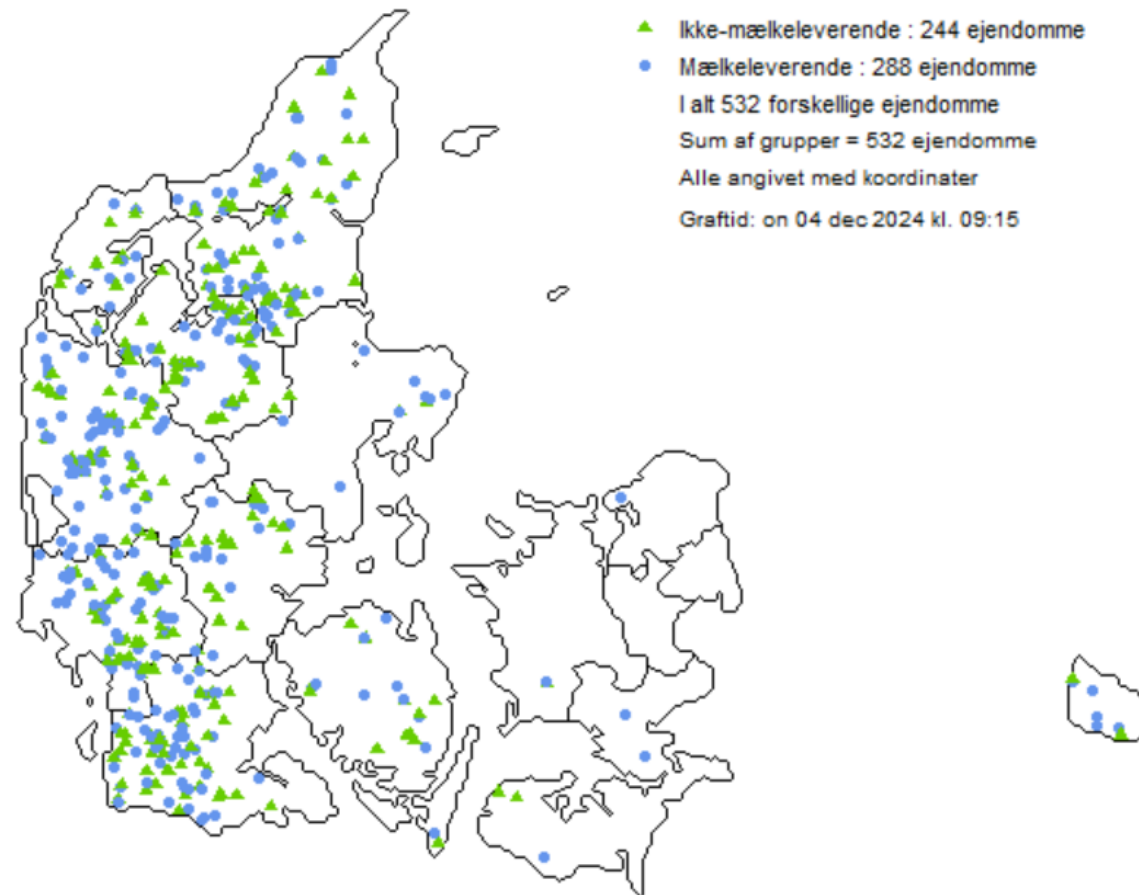 Ikke-mælkeleverende : 244 ejendomme
Mælkeleverende : 288 ejendomme
I alt 532 forskellige ejendomme
Sum af grupper = 532 ejendomme
Alle angivet med koordinater
Graftid: on 04 dec 2024 kl. 09:15